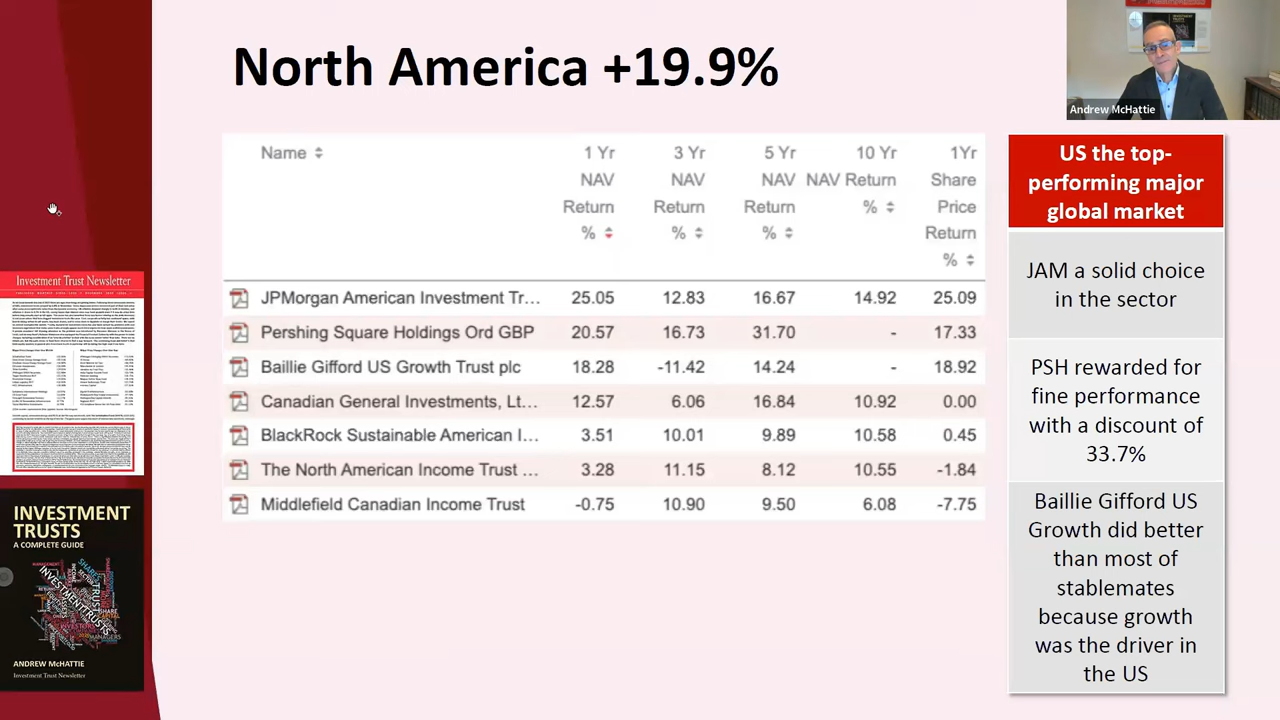 North America +19.9%
Andrew McHattie
Name
1 Yr NAV Return %
3 Yr NAV Return %
5 Yr NAV Return %
10 Yr NAV Return %
1Yr Share Price Return %
JPMorgan American Investment Tr... 25.05 12.83 16.67 14.92 25.09
Pershing Square Holdings Ltd GBP 20.57 16.73 31.70 - 17.33
Baillie Gifford US Growth Trust plc 18.28 -11.42 14.24 - 18.92
Canadian General Investments, Lt... 12.57 6.06 16.84 10.92 0.00
BlackRock Sustainable American I... 3.51 10.01 9.89 10.58 0.45
The North American Income Trust ... 3.28 11.15 8.12 10.55 -1.84
Middlefield Canadian Income Trust -0.75 10.90 9.50 6.08 -7.75
US the top-
performing major
global market
JAM a solid choice
in the sector
PSH rewarded for
fine performance
with a discount of
33.7%
Baillie Gifford US
Growth did better
than most of
stablemates
because growth
was the driver in
the US
Investment Trust Newsletter
INVESTMENT
TRUSTS
A COMPLETE GUIDE
ANDREW McHATTIE
Investment Trust Newsletter